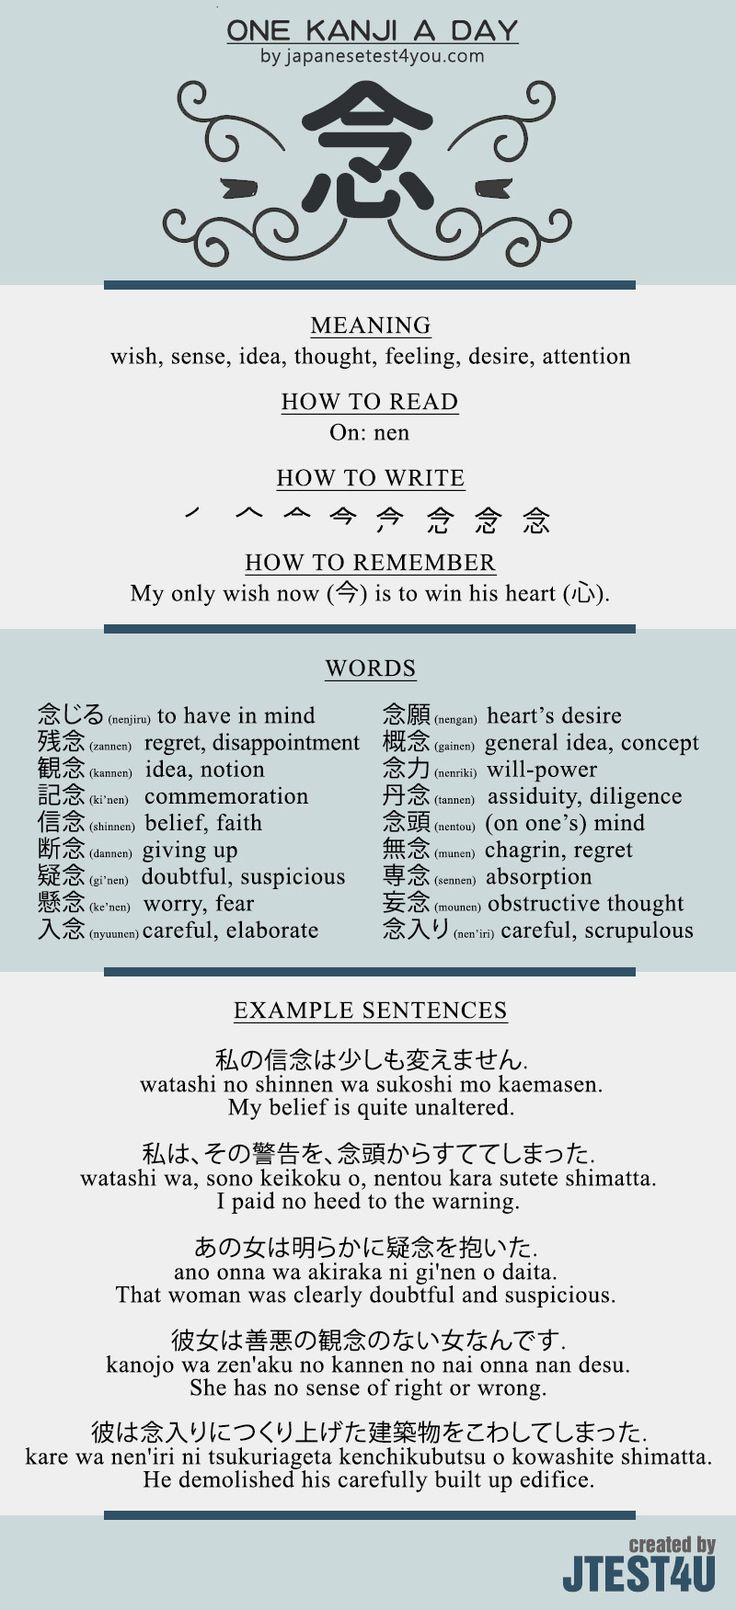 ONE KANJI A DAY
by japanesetest4you.com
念
MEANING
wish, sense, idea, thought, feeling, desire, attention
HOW TO READ
On: nen
HOW TO WRITE
念
HOW TO REMEMBER
My only wish now (今) is to win his heart (心).
WORDS
念じる (nenjiru) to have in mind
残念 (zannen) regret, disappointment
観念 (kannen) idea, notion
記念 (ki'nen) commemoration
信念 (shinnen) belief, faith
断念 (dannen) giving up
疑念 (gi'nen) doubtful, suspicious
懸念 (ke'nen) worry, fear
入念 (nyuunen) careful, elaborate
念願 (nengan) heart's desire
概念 (gainen) general idea, concept
念力 (nenriki) will-power
丹念 (tannen) assiduity, diligence
念頭 (nentou) (on one's) mind
無念 (munen) chagrin, regret
専念 (sennen) absorption
妄念 (mounen) obstructive thought
念入り (nen'iri) careful, scrupulous
EXAMPLE SENTENCES
私の信念は少しも変えません.
watashi no shinnen wa sukoshi mo kaemasen.
My belief is quite unaltered.
私は、その警告を、念頭からすててしまった.
watashi wa, sono keikoku o, nentou kara sutete shimatta.
I paid no heed to the warning.
あの女は明らかに疑念を抱いた.
ano onna wa akiraka ni gi'nen o daita.
That woman was clearly doubtful and suspicious.
彼女は善悪の観念のない女なんです.
kanojo wa zen'aku no kannen no nai onna nan desu.
She has no sense of right or wrong.
彼は念入りにつくり上げた建築物をこわしてしまった.
kare wa nen'iri ni tsukuriageta kenchikubutsu o kowashite shimatta.
He demolished his carefully built up edifice.
created by
JTEST4U